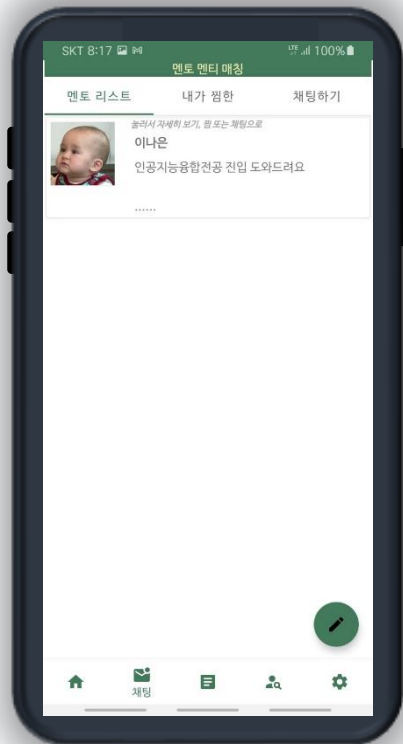 SKT 8:17 LTE 100%
멘토 멘티 매칭
멘토 리스트 내가 찜한 채팅하기
눌러서 자세히 보기, 찜 또는 채팅으로
이나은
인공지능융합전공 진입 도와드려요
......
채팅